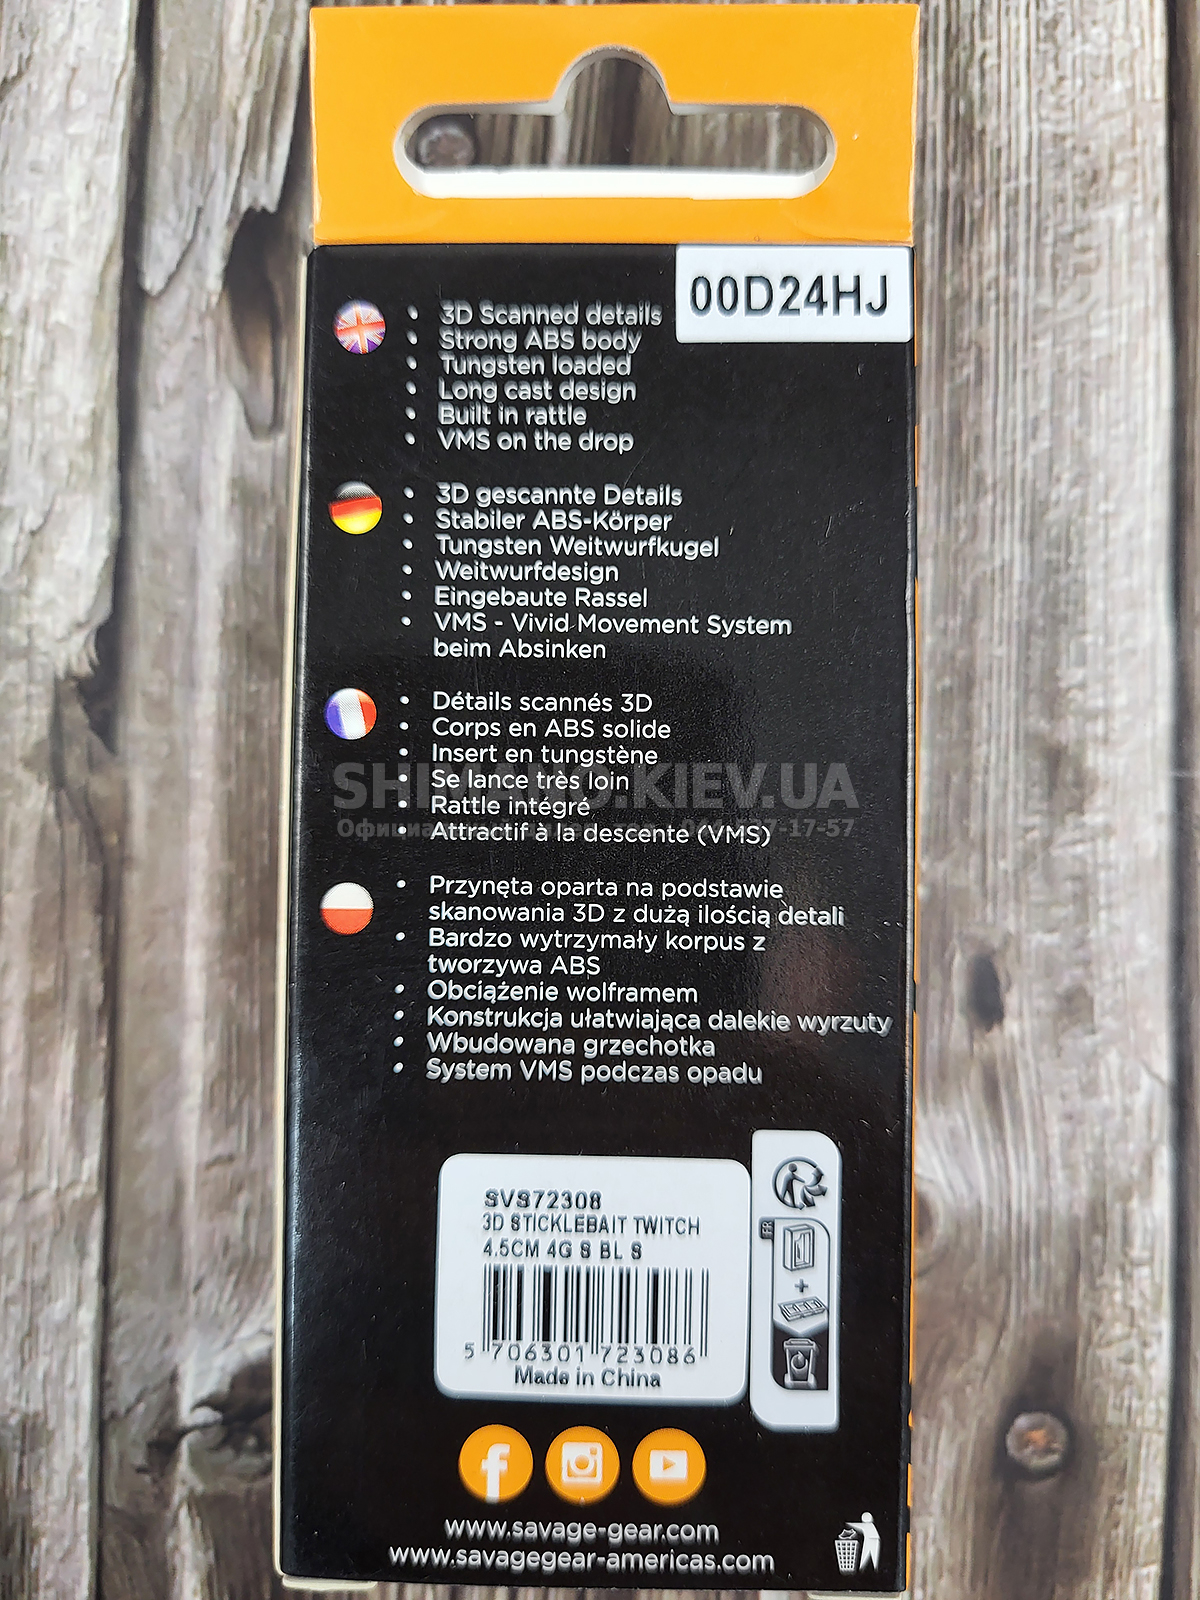 00D24HJ
• 3D Scanned details
• Strong ABS body
• Tungsten loaded
• Long cast design
• Built in rattle
• VMS on the drop
• 3D gescannte Details
• Stabiler ABS-Körper
• Tungsten Weitwurfkugel
• Weitwurfdesign
• Eingebaute Rassel
• VMS - Vivid Movement System
beim Absinken
• Détails scannés 3D
• Corps en ABS solide
• Insert en tungstène
• Se lance très loin
• Rattle intégré
• Attractif à la descente (VMS)
SHIMANO.KIEV.UA
• Przynęta oparta na podstawie
skanowania 3D z dużą ilością detali
• Bardzo wytrzymały korpus z
tworzywa ABS
• Obciążenie wolframem
• Konstrukcja ułatwiająca dalekie wyrzuty
• Wbudowana grzechotka
• System VMS podczas opadu
SVS72308
3D STICKLEBAIT TWITCH
4.5CM 4G S BL S
5 706301 723086
Made in China
FR
+
www.savage-gear.com
www.savagegear-americas.com